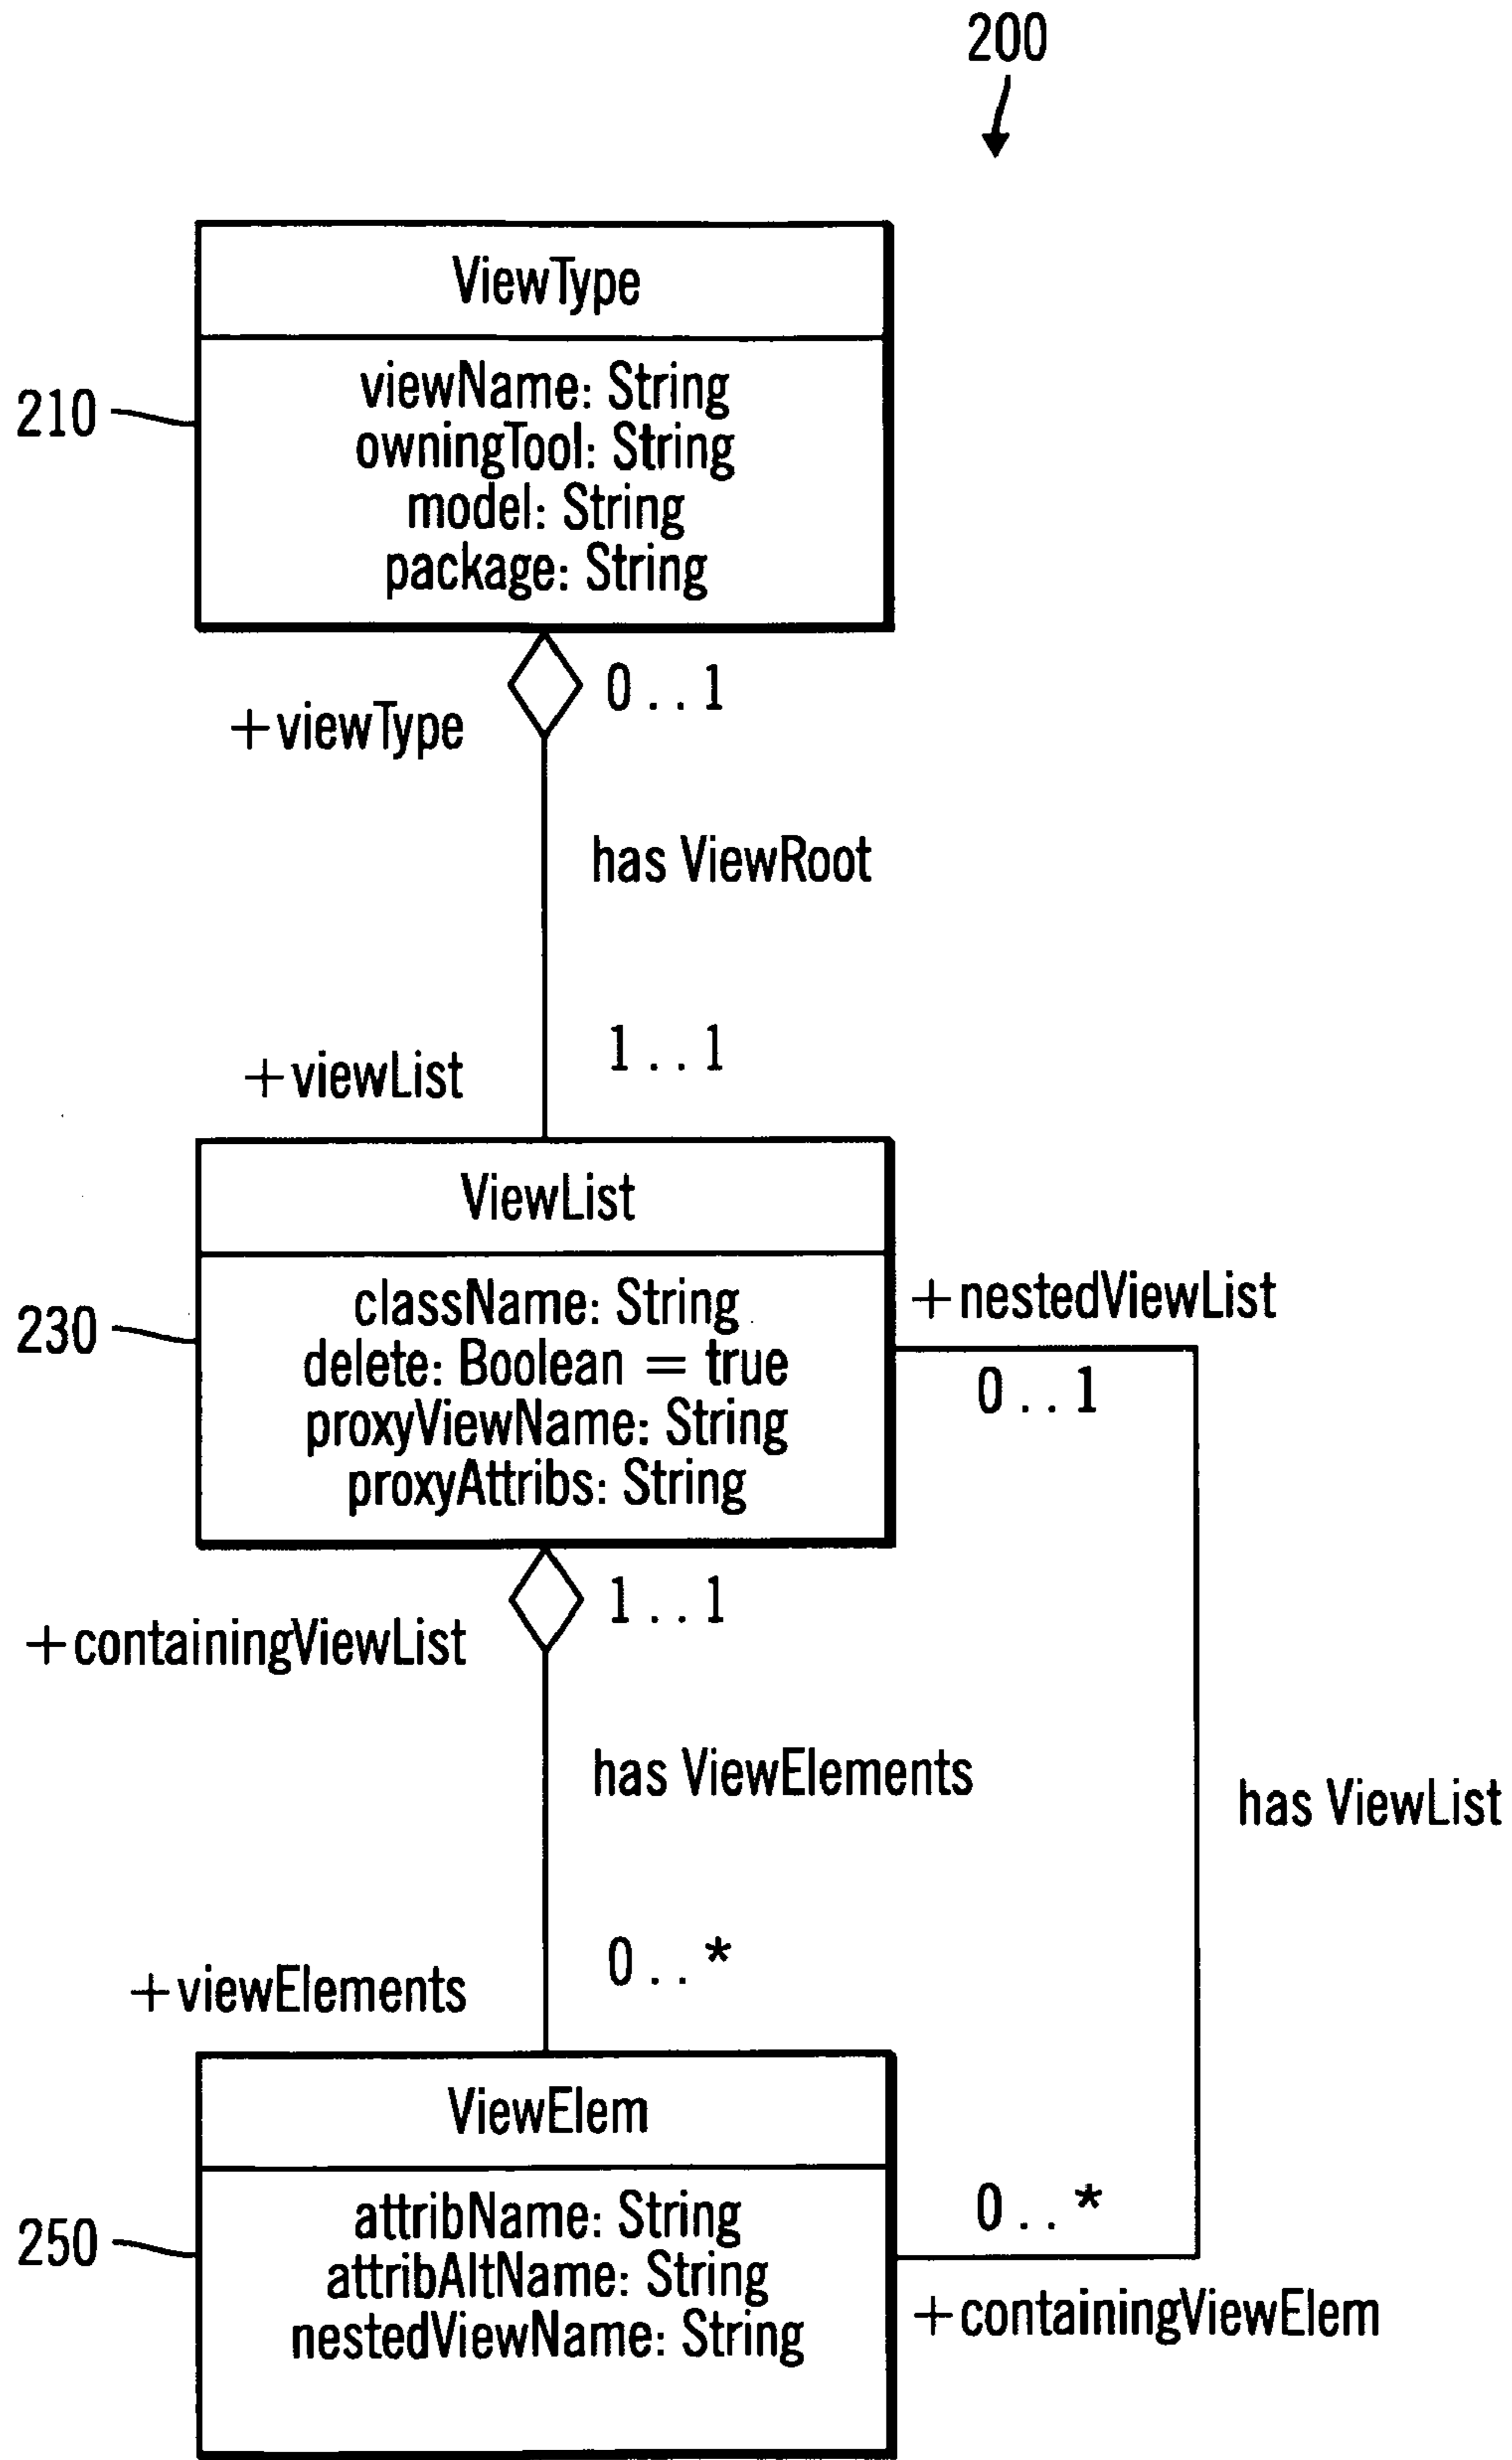 200
ViewType
210
viewName: String
owningTool: String
model: String
package: String
0..1
+viewType
has ViewRoot
1..1
+viewList
ViewList
230
className: String
delete: Boolean = true
proxyViewName: String
proxyAttribs: String
+nestedViewList
0..1
1..1
+containingViewList
has ViewElements
has ViewList
0..*
+viewElements
ViewElem
250
attribName: String
attribAltName: String
nestedViewName: String
0..*
+containingViewElem